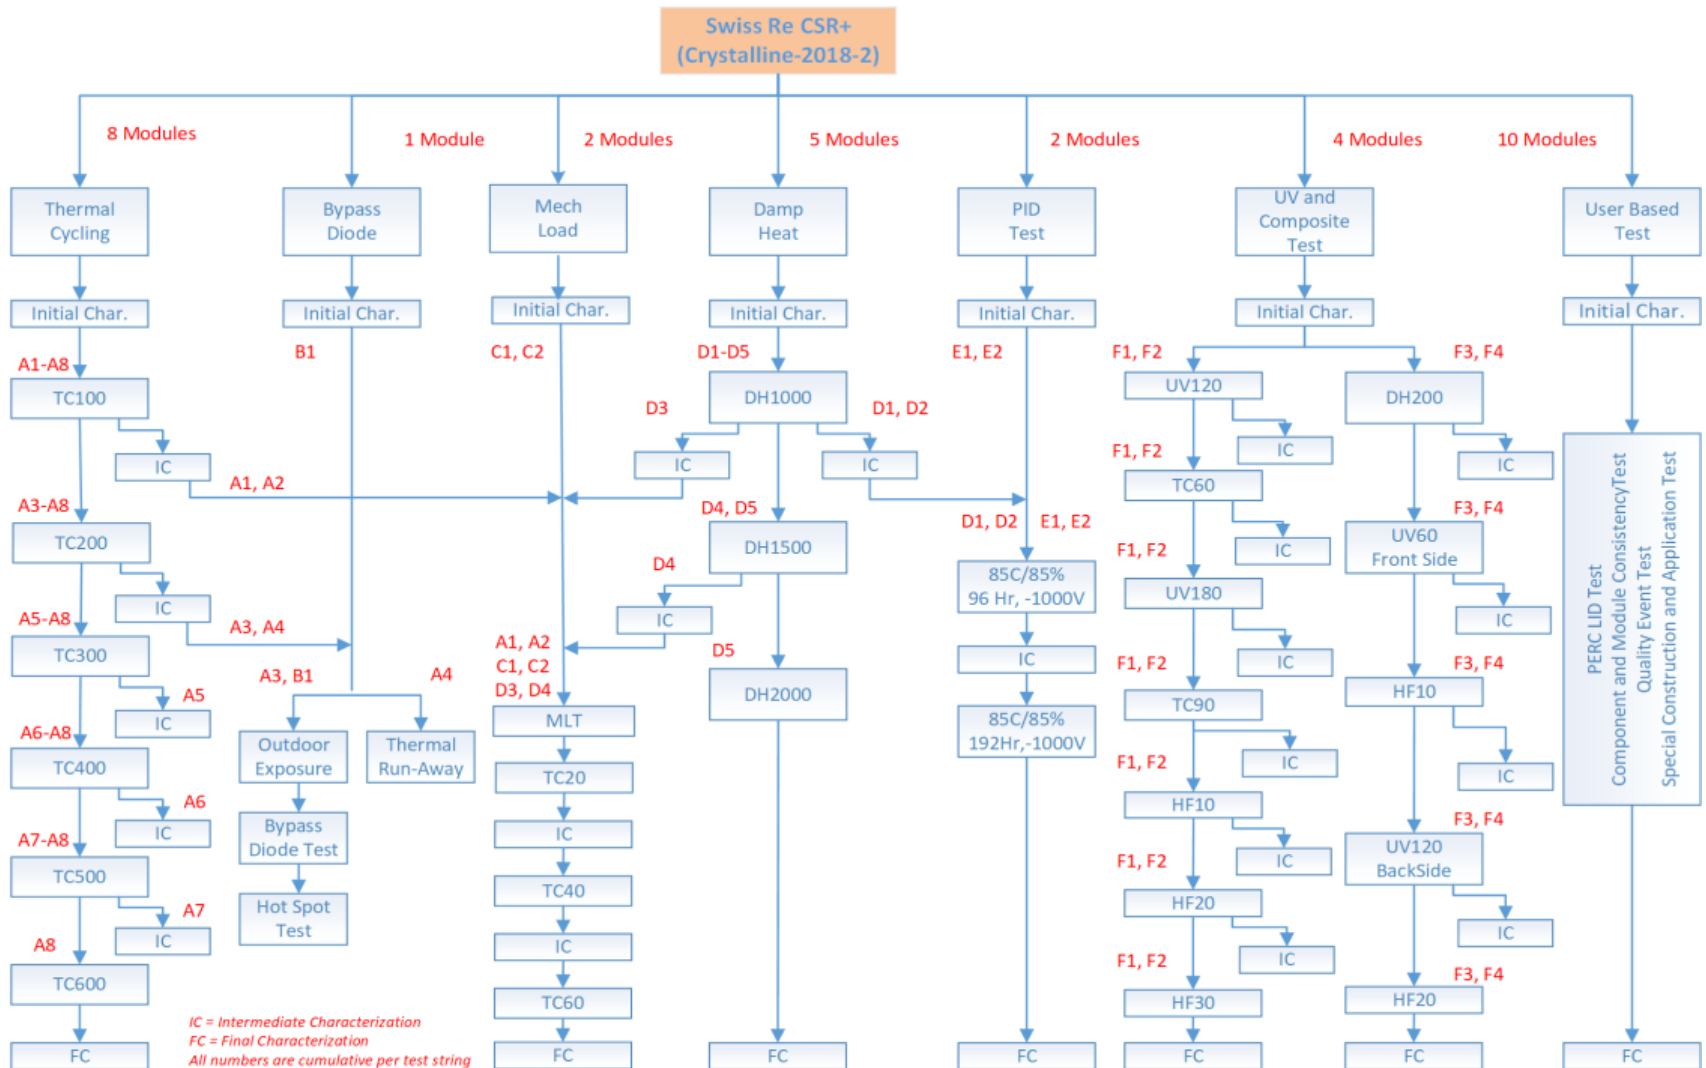 Swiss Re CSR+
(Crystalline-2018-2)
8 Modules
1 Module
2 Modules
5 Modules
2 Modules
4 Modules
10 Modules
Thermal
Cycling
Initial Char.
A1-A8
TC100
IC
A1, A2
A3-A8
TC200
IC
A3, A4
A5-A8
TC300
A5
IC
A6-A8
TC400
A6
IC
A7-A8
TC500
A7
IC
A8
TC600
FC
Bypass
Diode
Initial Char.
B1
A3, B1
A4
Outdoor
Exposure
Thermal
Run-Away
Bypass
Diode Test
Hot Spot
Test
Mech
Load
Initial Char.
C1, C2
A1, A2
C1, C2
D3, D4
MLT
TC20
IC
TC40
IC
TC60
FC
Damp
Heat
Initial Char.
D1-D5
DH1000
D3
IC
D1, D2
IC
D4, D5
DH1500
D4
IC
D5
DH2000
FC
PID
Test
Initial Char.
E1, E2
D1, D2
E1, E2
85C/85%
96 Hr, -1000V
IC
85C/85%
192Hr,-1000V
FC
UV and
Composite
Test
Initial Char.
F1, F2
UV120
IC
F1, F2
TC60
IC
F1, F2
UV180
IC
F1, F2
TC90
IC
F1, F2
HF10
IC
F1, F2
HF20
IC
F1, F2
HF30
FC
F3, F4
DH200
IC
F3, F4
UV60
Front Side
IC
F3, F4
HF10
IC
F3, F4
UV120
BackSide
IC
F3, F4
HF20
FC
User Based
Test
Initial Char.
PERC LID Test
Component and Module ConsistencyTest
Quality Event Test
Special Construction and Application Test
FC
IC = Intermediate Characterization
FC = Final Characterization
All numbers are cumulative per test string